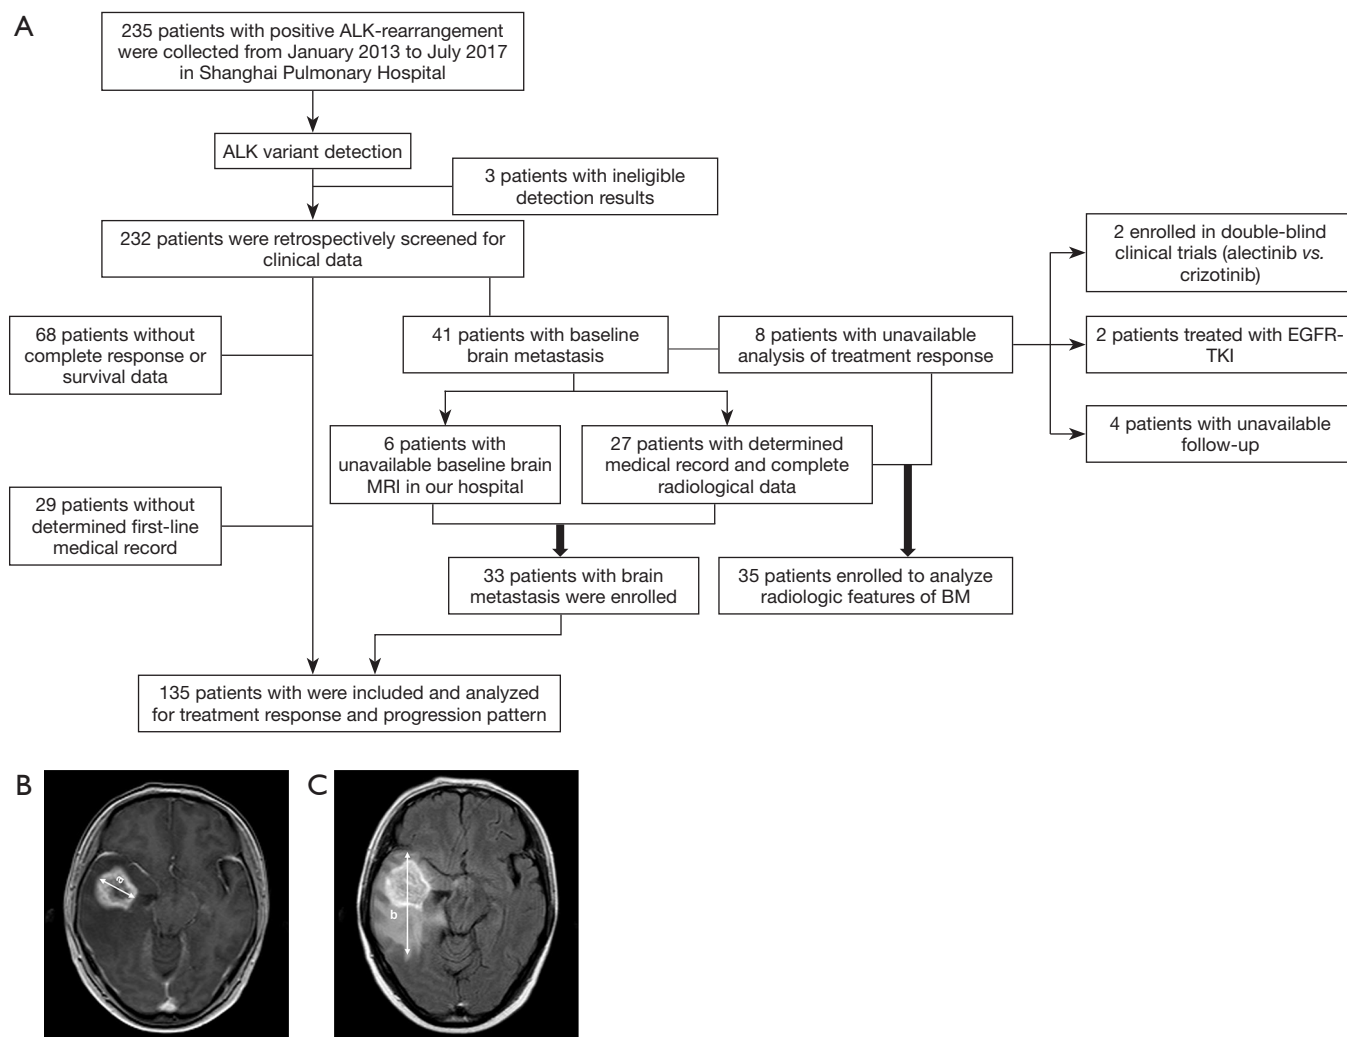 A
235 patients with positive ALK-rearrangement
were collected from January 2013 to July 2017
in Shanghai Pulmonary Hospital
ALK variant detection
3 patients with ineligible
detection results
232 patients were retrospectively screened for
clinical data
2 enrolled in double-blind
clinical trials (alectinib vs.
crizotinib)
68 patients without
complete response or
survival data
41 patients with baseline
brain metastasis
8 patients with unavailable
analysis of treatment response
2 patients treated with EGFR-
TKI
6 patients with
unavailable baseline brain
MRI in our hospital
27 patients with determined
medical record and complete
radiological data
4 patients with unavailable
follow-up
29 patients without
determined first-line
medical record
33 patients with brain
metastasis were enrolled
35 patients enrolled to analyze
radiologic features of BM
135 patients with were included and analyzed
for treatment response and progression pattern
B
a
C
b